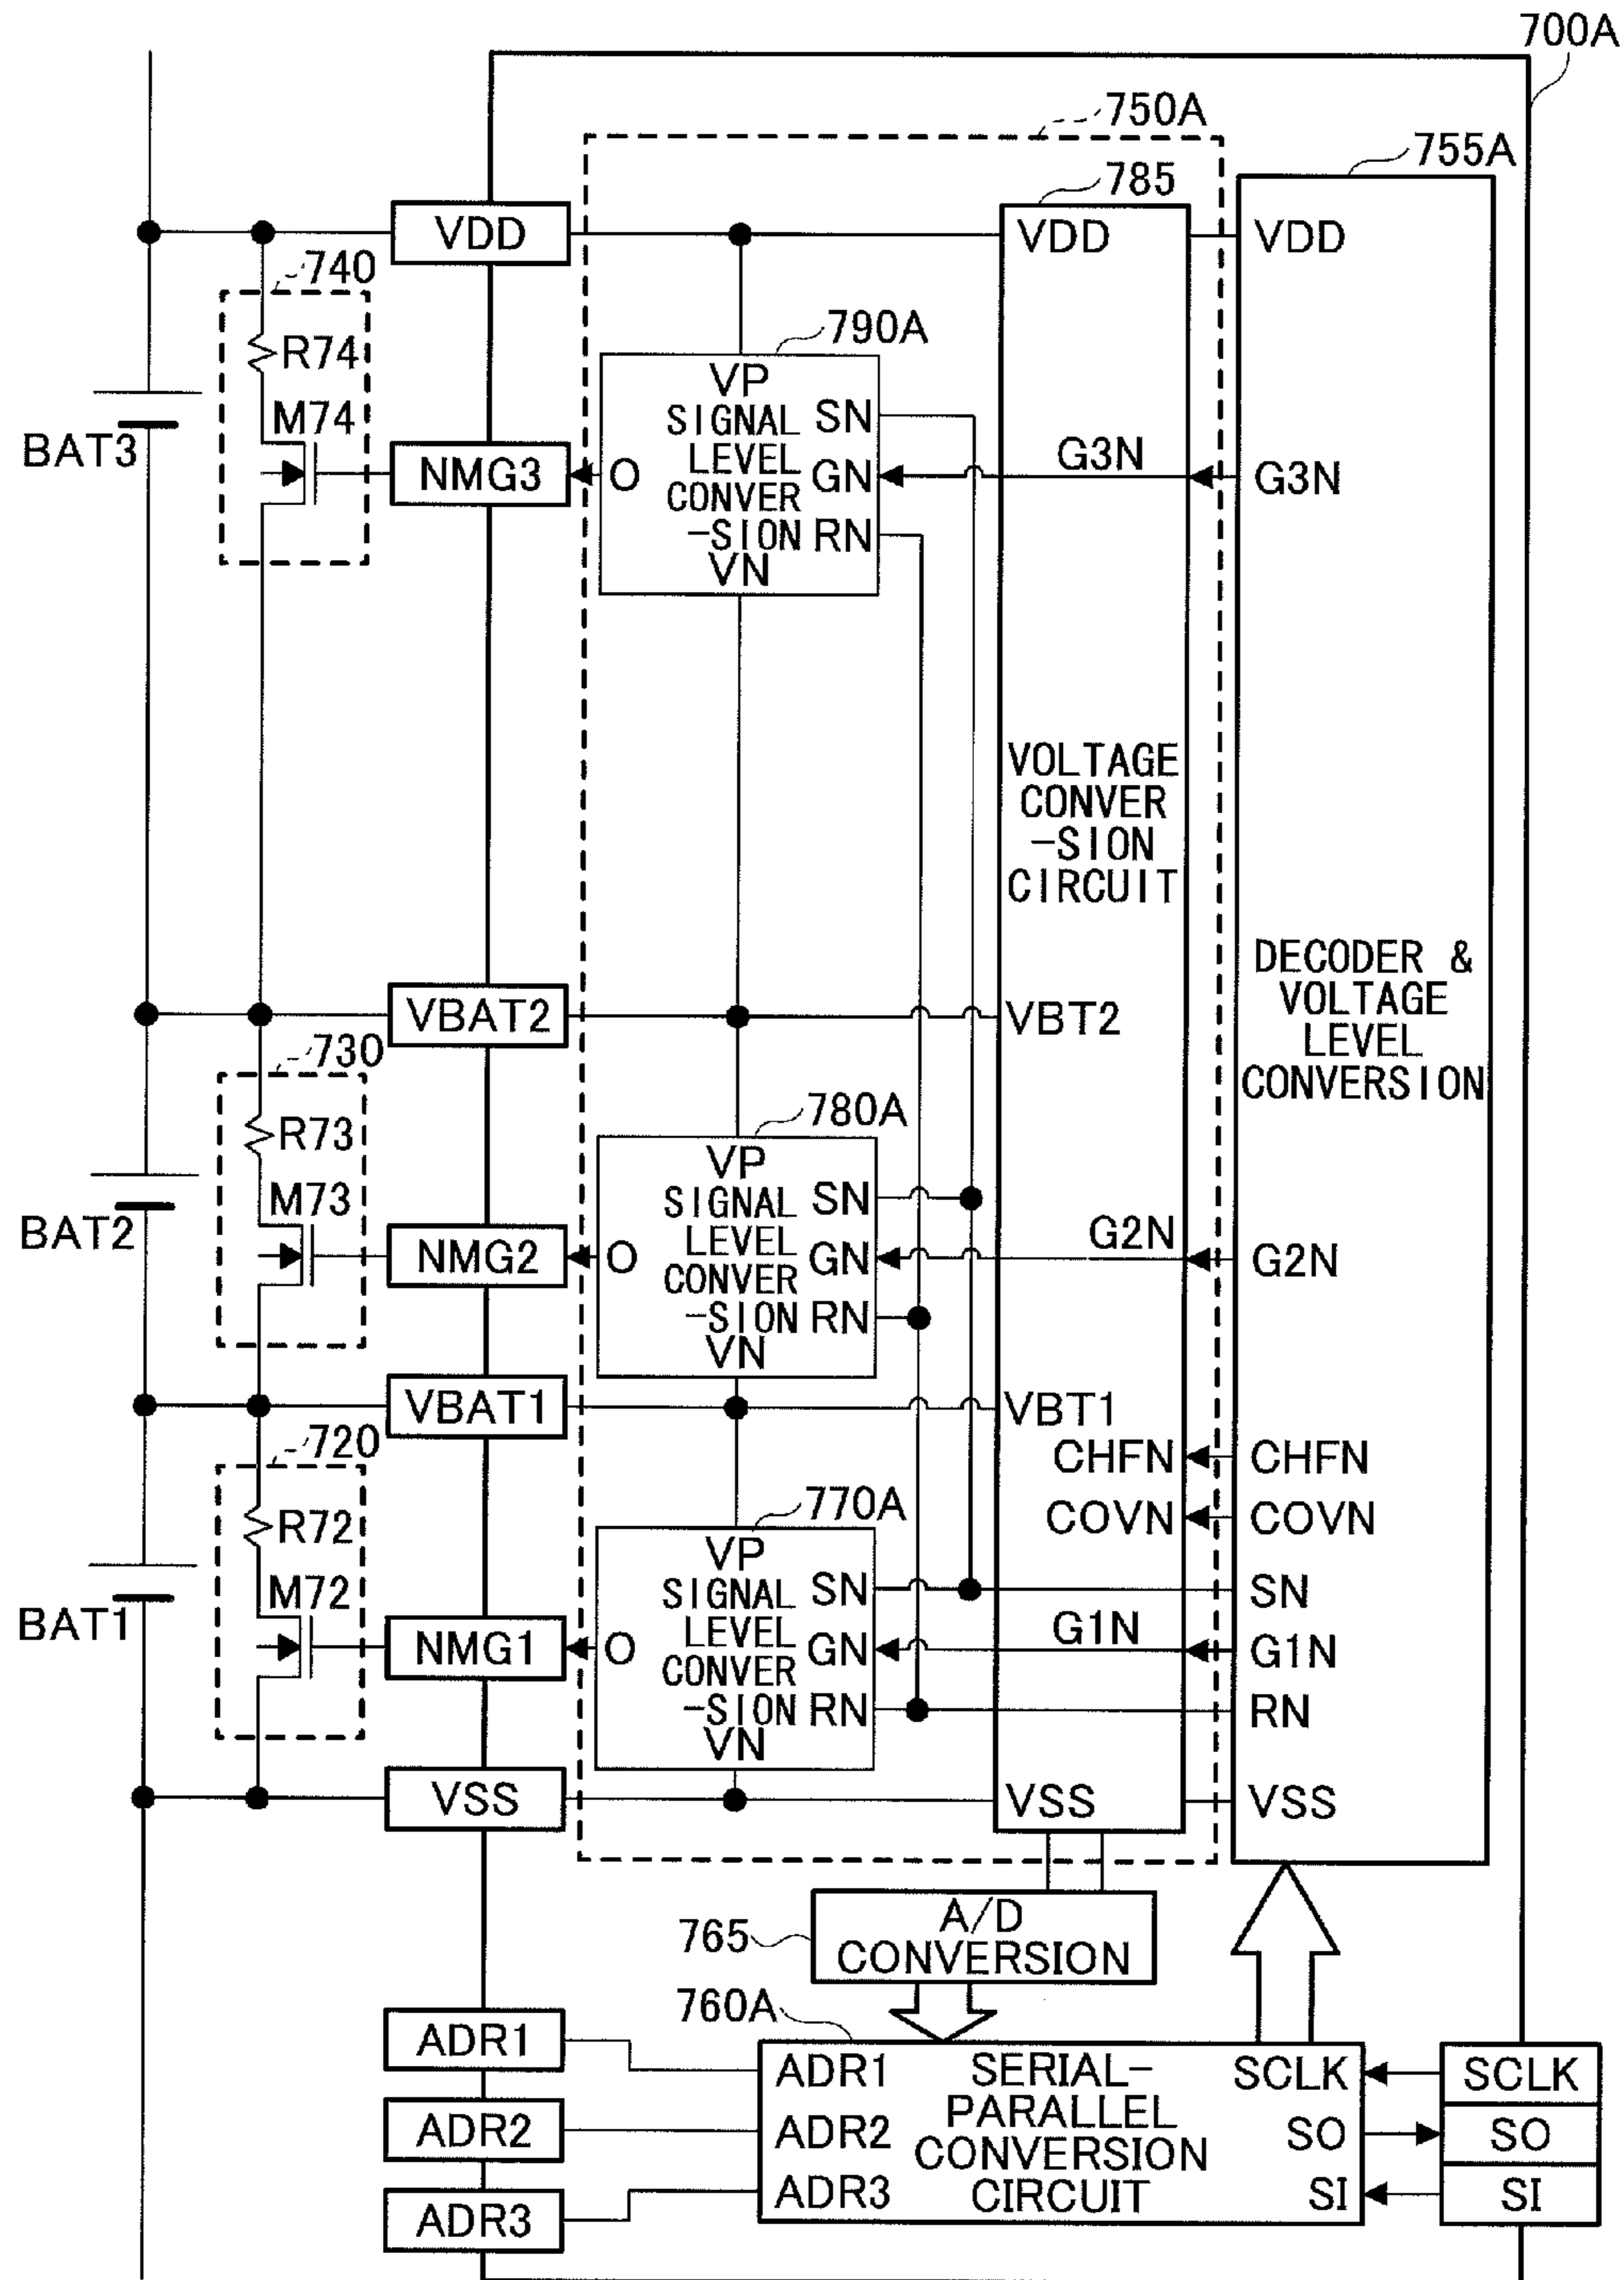 700A
750A
755A
785
VDD
VDD
VDD
740
790A
R74
VP
SIGNAL
LEVEL
CONVER
-SION
VN
SN
GN
RN
O
M74
BAT3
NMG3
G3N
G3N
VOLTAGE
CONVER
-SION
CIRCUIT
DECODER &
VOLTAGE
LEVEL
CONVERSION
VBAT2
VBT2
730
780A
R73
VP
SIGNAL
LEVEL
CONVER
-SION
VN
SN
GN
RN
O
M73
BAT2
NMG2
G2N
G2N
VBAT1
VBT1
720
CHFN
CHFN
770A
COVN
COVN
R72
VP
SIGNAL
LEVEL
CONVER
-SION
VN
SN
GN
RN
O
M72
SN
BAT1
NMG1
G1N
G1N
RN
VSS
VSS
VSS
765
A/D
CONVERSION
760A
ADR1
ADR2
ADR3
ADR1
ADR2
ADR3
SERIAL-
PARALLEL
CONVERSION
CIRCUIT
SCLK
SO
SI
SCLK
SO
SI